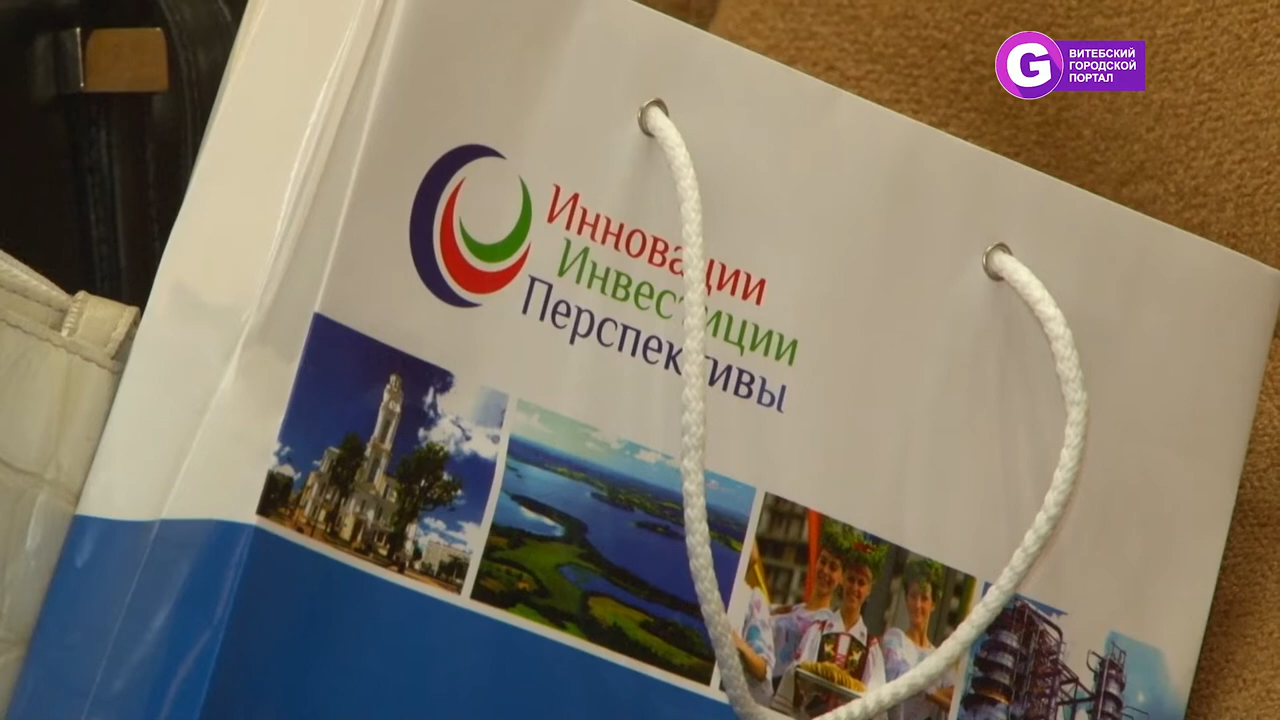 G
ВИТЕБСКИЙ
ГОРОДСКОЙ
ПОРТАЛ
Инновации
Инвестиции
Перспективы